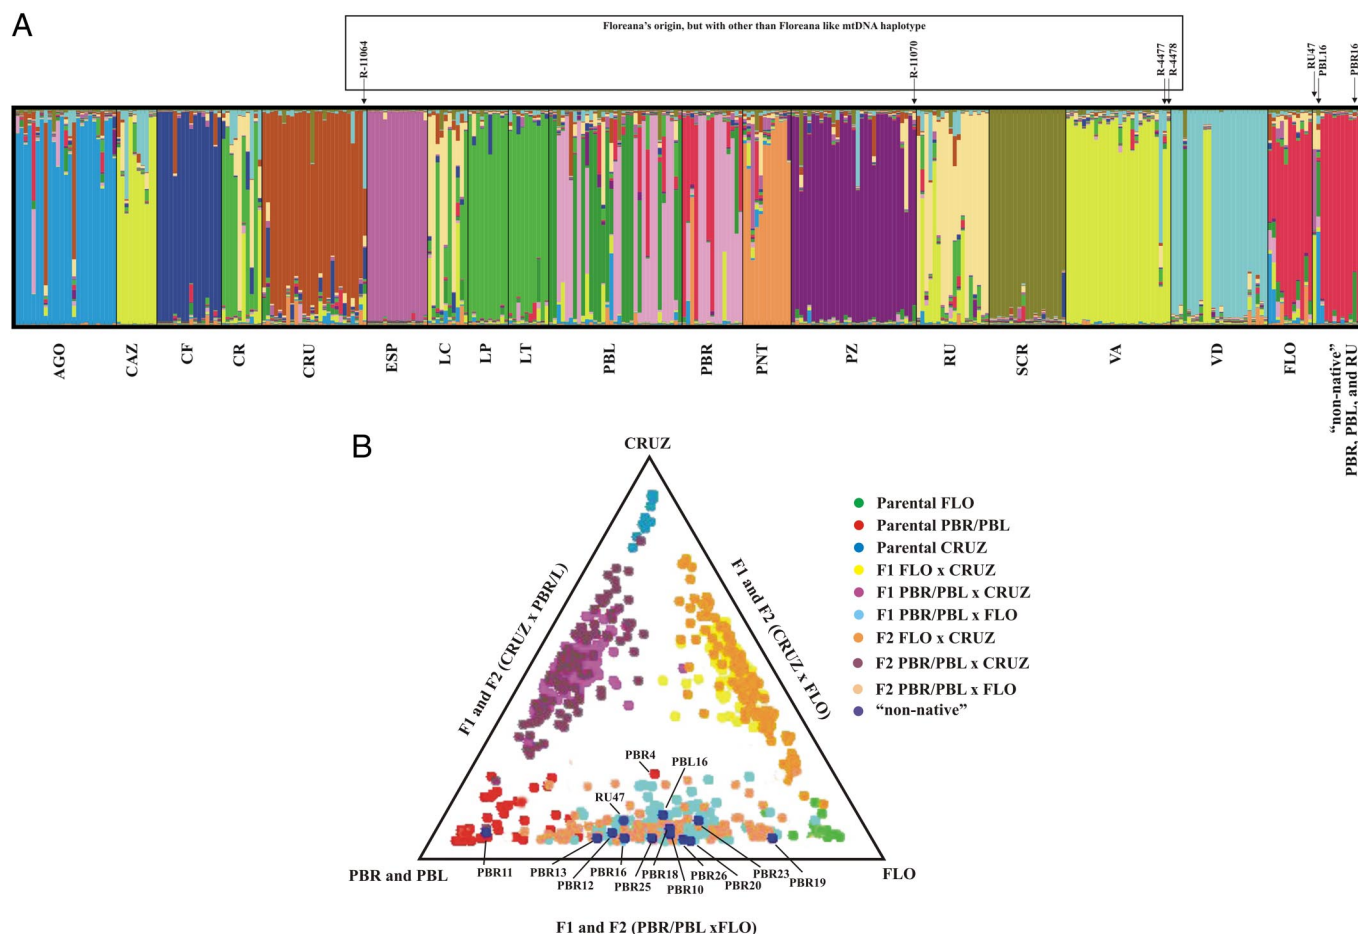 A
Floreana's origin, but with other than Floreana like mtDNA haplotype
R-11064
R-11070
R-4477
R-4478
RU47
PBL16
PBR16
AGO
CAZ
CF
CR
CRU
ESP
LC
LP
LT
PBL
PBR
PNT
PZ
RU
SCR
VA
VD
FLO
"non-native"
PBR, PBL, and RU
B
CRUZ
F1 and F2 (CRUZ x PBR/L)
F1 and F2 (CRUZ x FLO)
Parental FLO
Parental PBR/PBL
Parental CRUZ
F1 FLO x CRUZ
F1 PBR/PBL x CRUZ
F1 PBR/PBL x FLO
F2 FLO x CRUZ
F2 PBR/PBL x CRUZ
F2 PBR/PBL x FLO
"non-native"
PBR4
PBL16
RU47
PBR and PBL
FLO
PBR11
PBR13
PBR12
PBR16
PBR25
PBR18
PBR10
PBR26
PBR20
PBR23
PBR19
F1 and F2 (PBR/PBL xFLO)